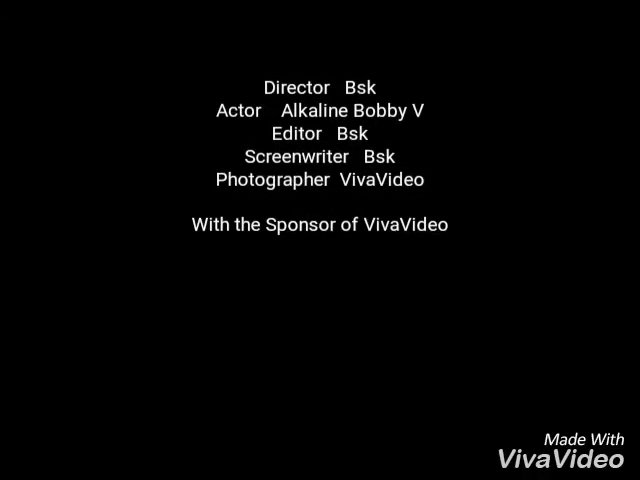 Director Bsk
Actor Alkaline Bobby V
Editor Bsk
Screenwriter Bsk
Photographer VivaVideo
With the Sponsor of VivaVideo
Made With
VivaVideo